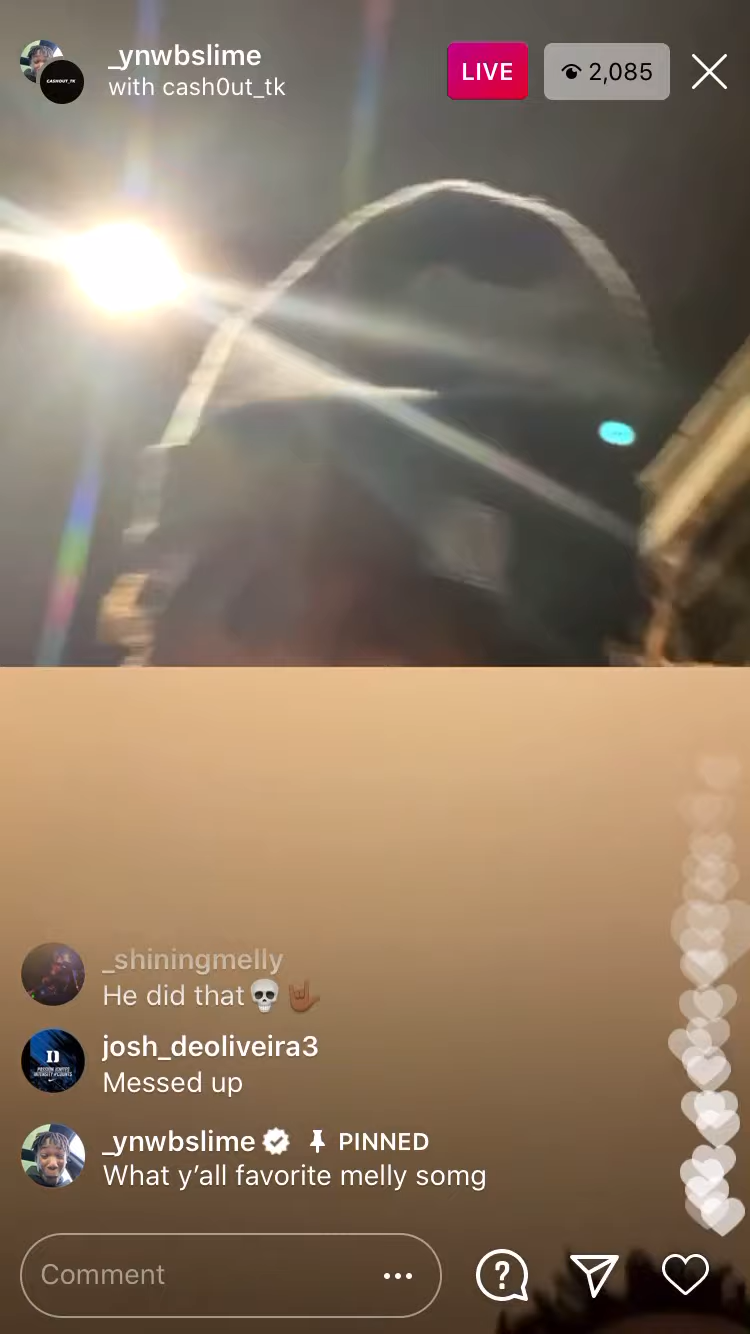 _ynwbslime
with cash0ut_tk
LIVE
2,085
CASHOUT_TK
_shiningmelly
He did that💀🤟🏾
josh_deoliveira3
Messed up
_ynwbslime PINNED
What y’all favorite melly somg
Comment